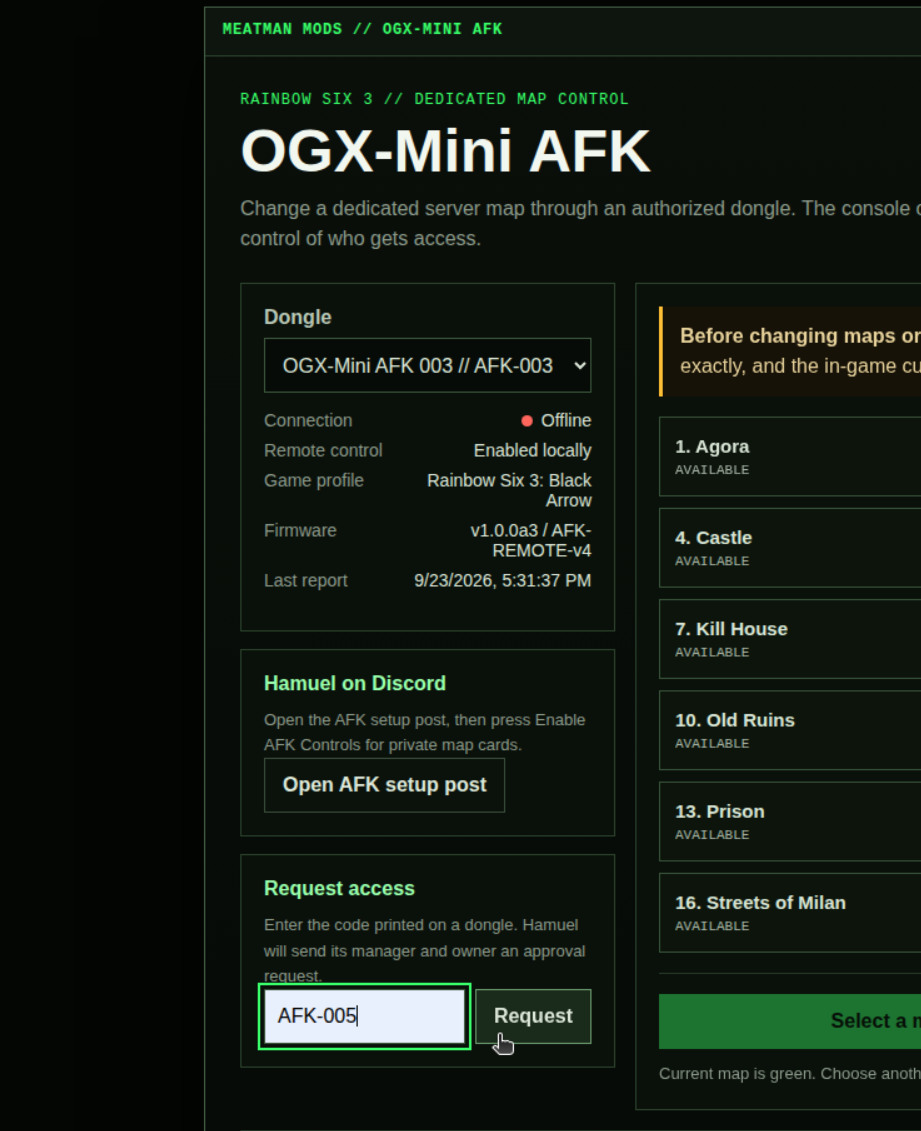 MEATMAN MODS // OGX-MINI AFK
RAINBOW SIX 3 // DEDICATED MAP CONTROL
OGX-Mini AFK
Change a dedicated server map through an authorized dongle. The console
control of who gets access.
Dongle
OGX-Mini AFK 003 // AFK-003
Connection Offline
Remote control Enabled locally
Game profile Rainbow Six 3: Black
Arrow
Firmware v1.0.0a3 / AFK-
REMOTE-v4
Last report 9/23/2026, 5:31:37 PM
Hamuel on Discord
Open the AFK setup post, then press Enable
AFK Controls for private map cards.
Open AFK setup post
Request access
Enter the code printed on a dongle. Hamuel
will send its manager and owner an approval
request.
AFK-005
Request
Before changing maps or
exactly, and the in-game cu
1. Agora
AVAILABLE
4. Castle
AVAILABLE
7. Kill House
AVAILABLE
10. Old Ruins
AVAILABLE
13. Prison
AVAILABLE
16. Streets of Milan
AVAILABLE
Select a
Current map is green. Choose anoth